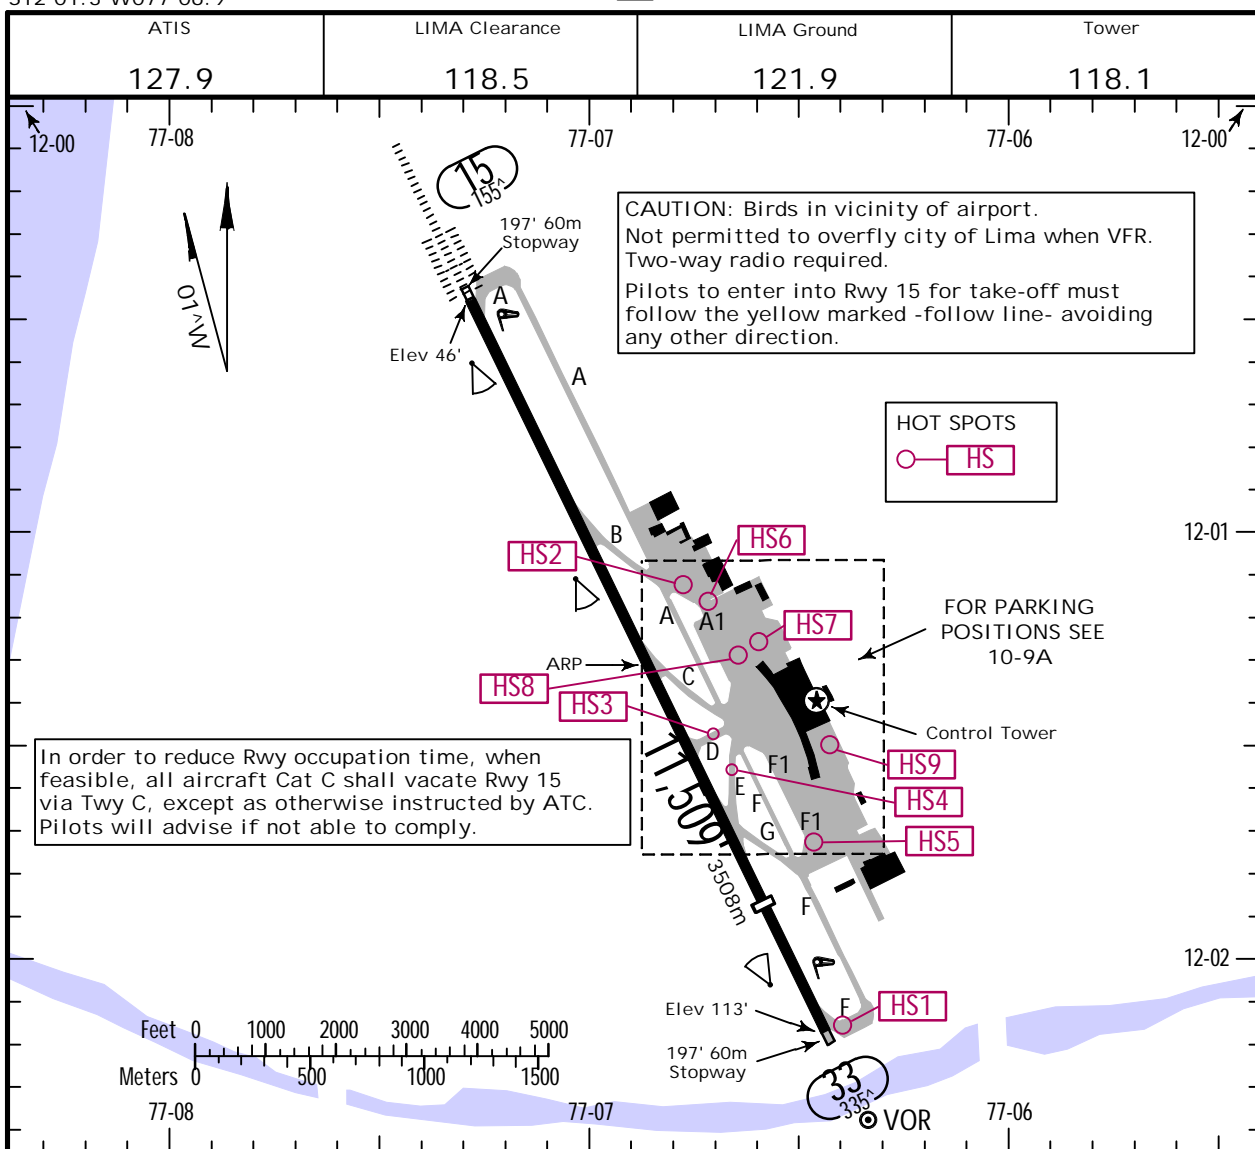 ATIS
127.9
LIMA Clearance
118.5
LIMA Ground
121.9
Tower
118.1
12-00
77-08
77-07
77-06
12-00
15
155^
197' 60m
Stopway
CAUTION: Birds in vicinity of airport.
Not permitted to overfly city of Lima when VFR.
Two-way radio required.
Pilots to enter into Rwy 15 for take-off must
follow the yellow marked -follow line- avoiding
any other direction.
01^W
A
Elev 46'
A
HOT SPOTS
HS
B
HS2
HS6
12-01
A
A1
HS7
FOR PARKING
POSITIONS SEE
10-9A
ARP
C
HS8
HS3
Control Tower
In order to reduce Rwy occupation time, when
feasible, all aircraft Cat C shall vacate Rwy 15
via Twy C, except as otherwise instructed by ATC.
Pilots will advise if not able to comply.
D
F1
HS9
E
F
HS4
11,509'
G
F1
HS5
3508m
F
12-02
Elev 113'
F
HS1
197' 60m
Stopway
Feet 0 1000 2000 3000 4000 5000
Meters 0 500 1000 1500
33
335^
77-08
77-07
77-06
VOR